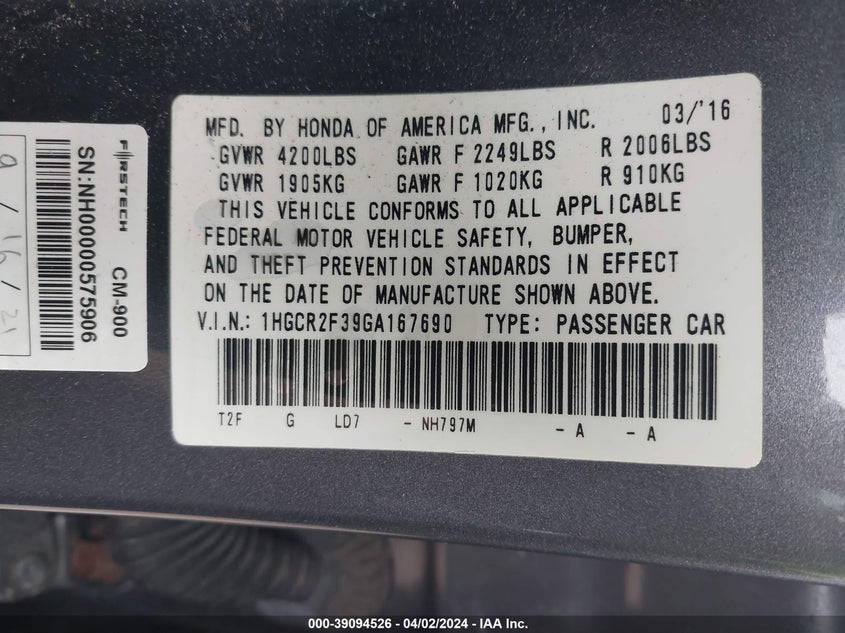 MFD. BY HONDA OF AMERICA MFG., INC. 03/'16
GVWR 4200LBS GAWR F 2249LBS R 2006LBS
GVWR 1905KG GAWR F 1020KG R 910KG
THIS VEHICLE CONFORMS TO ALL APPLICABLE
FEDERAL MOTOR VEHICLE SAFETY, BUMPER,
AND THEFT PREVENTION STANDARDS IN EFFECT
ON THE DATE OF MANUFACTURE SHOWN ABOVE.
V.I.N.: 1HGCR2F39GA167690 TYPE: PASSENGER CAR
T2F G LD7 - NH797M - A - A
FIRSTECH CM-900
SN:NH00000575906
9/16/21
000-39094526 - 04/02/2024 - IAA Inc.